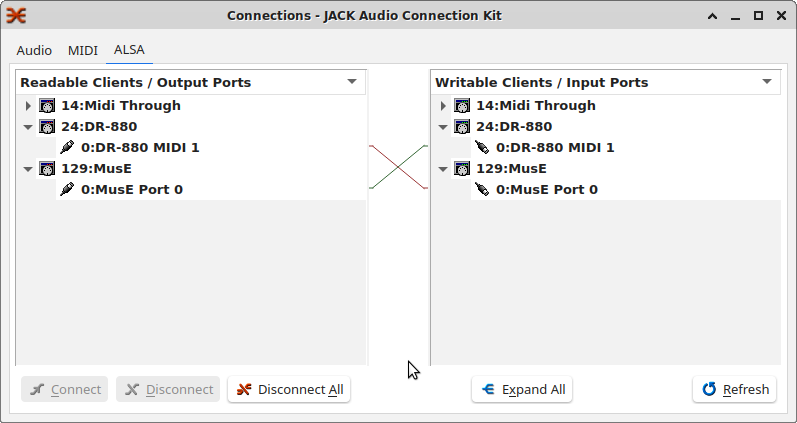 Connections - JACK Audio Connection Kit
Audio MIDI ALSA
Readable Clients / Output Ports
14:Midi Through
24:DR-880
0:DR-880 MIDI 1
129:MusE
0:MusE Port 0
Writable Clients / Input Ports
14:Midi Through
24:DR-880
0:DR-880 MIDI 1
129:MusE
0:MusE Port 0
Connect Disconnect Disconnect All Expand All Refresh